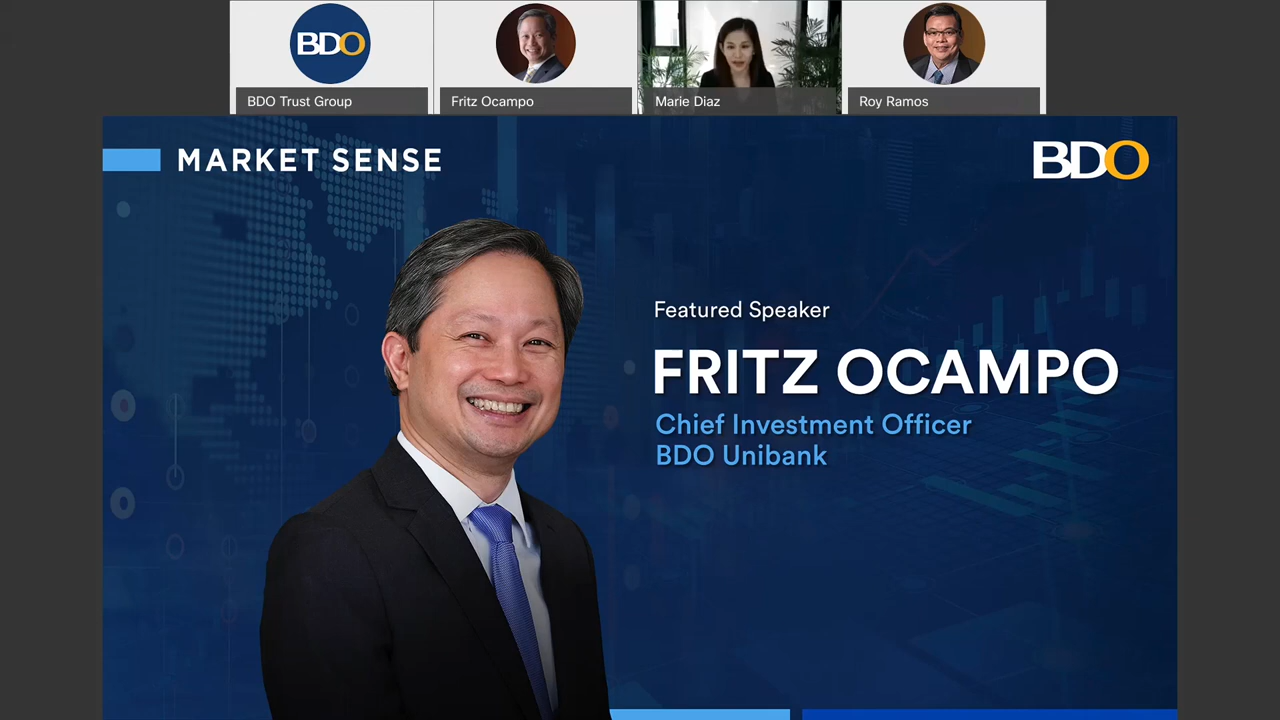 BDO
BDO Trust Group
Fritz Ocampo
Marie Diaz
Roy Ramos
MARKET SENSE
BDO
Featured Speaker
FRITZ OCAMPO
Chief Investment Officer
BDO Unibank